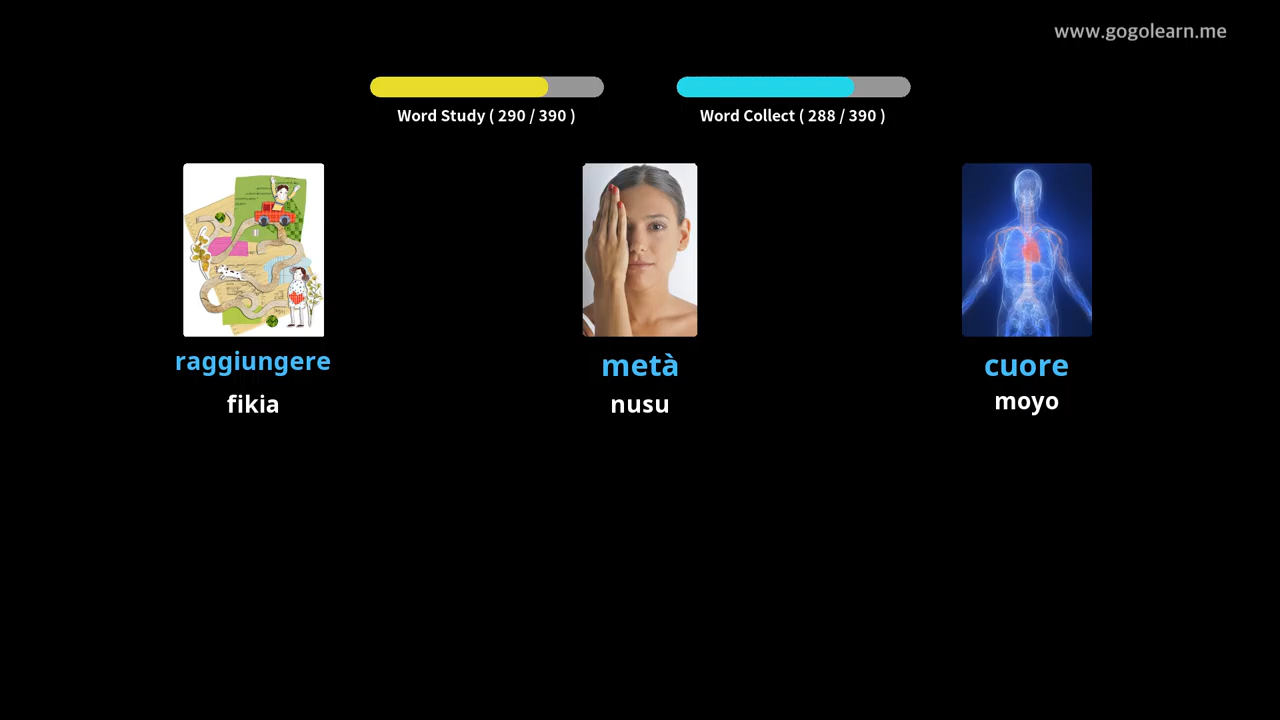 www.gogolearn.me
Word Study ( 290 / 390 )
Word Collect ( 288 / 390 )
raggiungere
fikia
metà
nusu
cuore
moyo